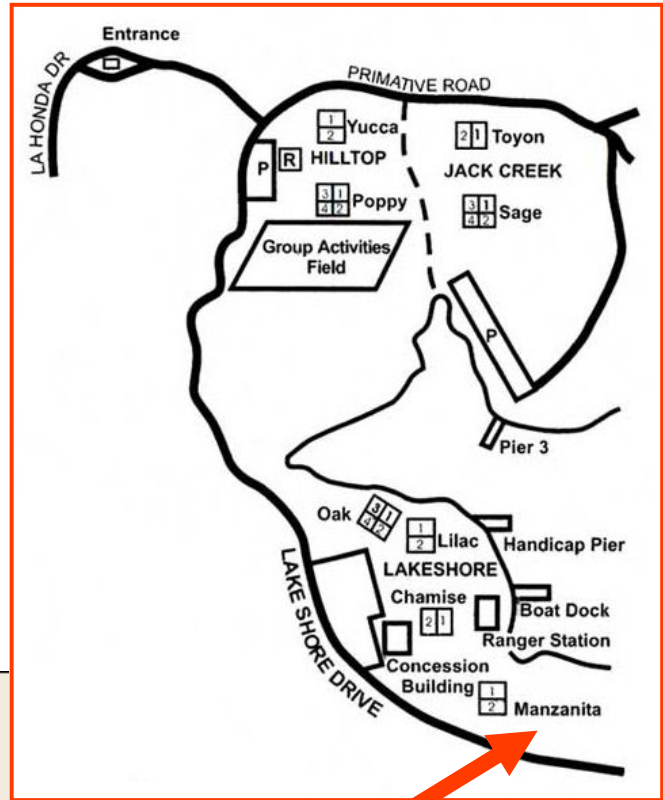 Entrance
LA HONDA DR
PRIMATIVE ROAD
1
2
Yucca
2 1 Toyon
P
R HILLTOP
JACK CREEK
3 1
4 2
Poppy
3 1
4 2
Sage
Group Activities
Field
P
Pier 3
Oak
3 1
4 2
1
2
Lilac
Handicap Pier
LAKESHORE
Chamise
2 1
Boat Dock
Ranger Station
LAKE SHORE DRIVE
Concession
Building
1
2
Manzanita